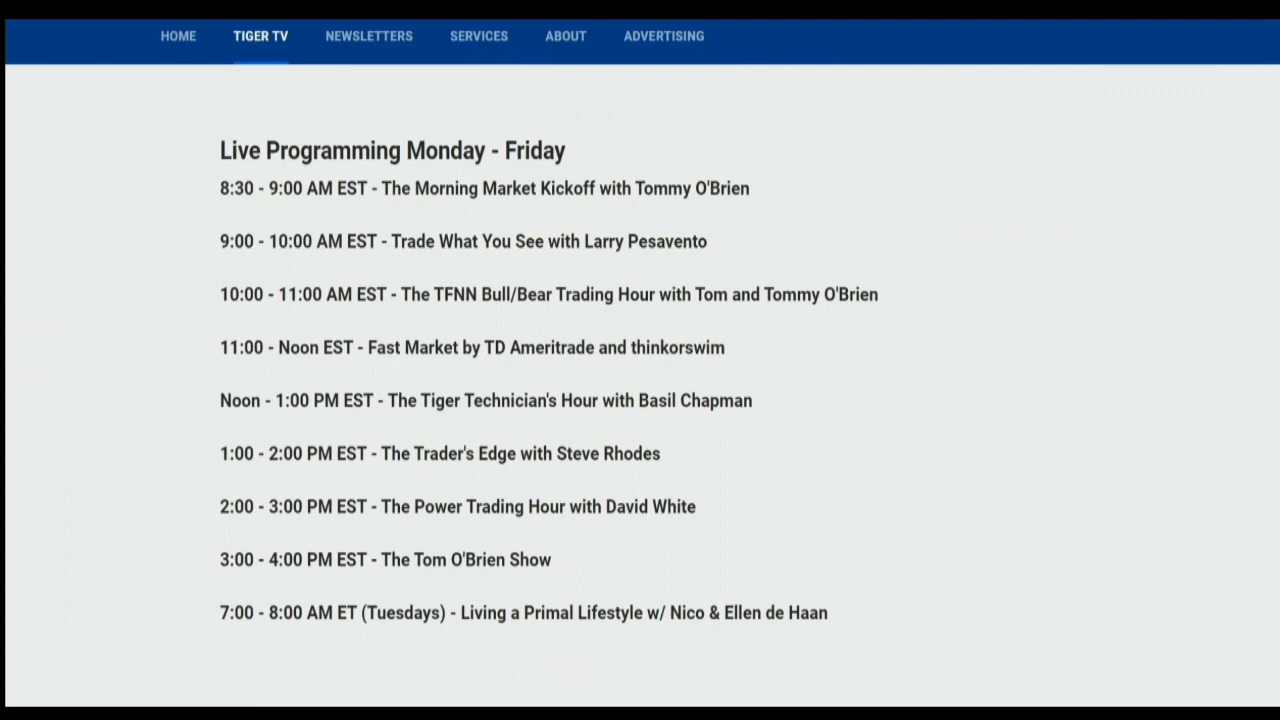 HOME TIGER TV NEWSLETTERS SERVICES ABOUT ADVERTISING
Live Programming Monday - Friday
8:30 - 9:00 AM EST - The Morning Market Kickoff with Tommy O'Brien
9:00 - 10:00 AM EST - Trade What You See with Larry Pesavento
10:00 - 11:00 AM EST - The TFNN Bull/Bear Trading Hour with Tom and Tommy O'Brien
11:00 - Noon EST - Fast Market by TD Ameritrade and thinkorswim
Noon - 1:00 PM EST - The Tiger Technician's Hour with Basil Chapman
1:00 - 2:00 PM EST - The Trader's Edge with Steve Rhodes
2:00 - 3:00 PM EST - The Power Trading Hour with David White
3:00 - 4:00 PM EST - The Tom O'Brien Show
7:00 - 8:00 AM ET (Tuesdays) - Living a Primal Lifestyle w/ Nico & Ellen de Haan